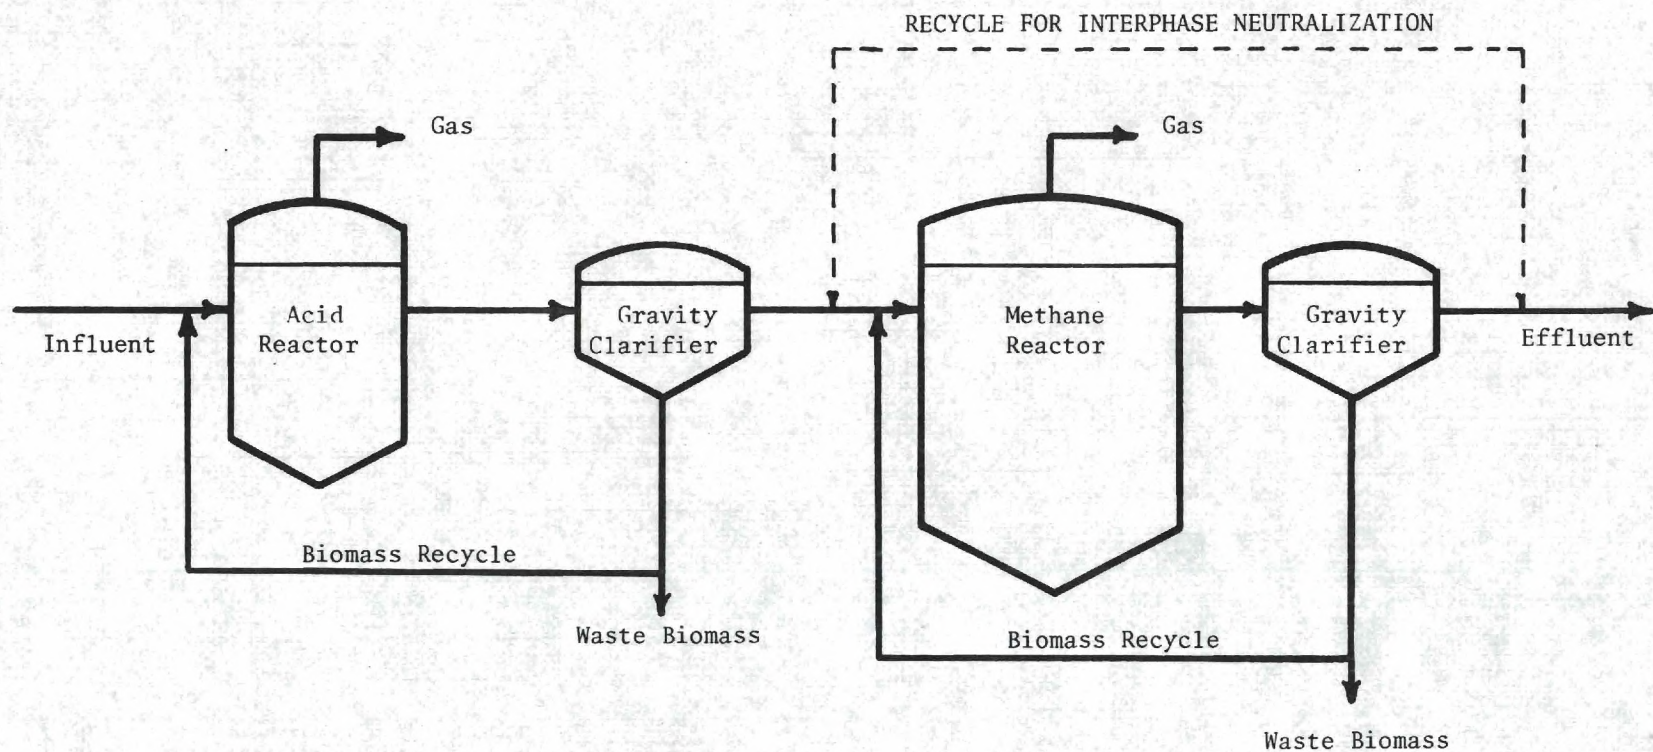 RECYCLE FOR INTERPHASE NEUTRALIZATION
Gas
Gas
Influent
Acid
Reactor
Gravity
Clarifier
Methane
Reactor
Gravity
Clarifier
Effluent
Biomass Recycle
Waste Biomass
Biomass Recycle
Waste Biomass